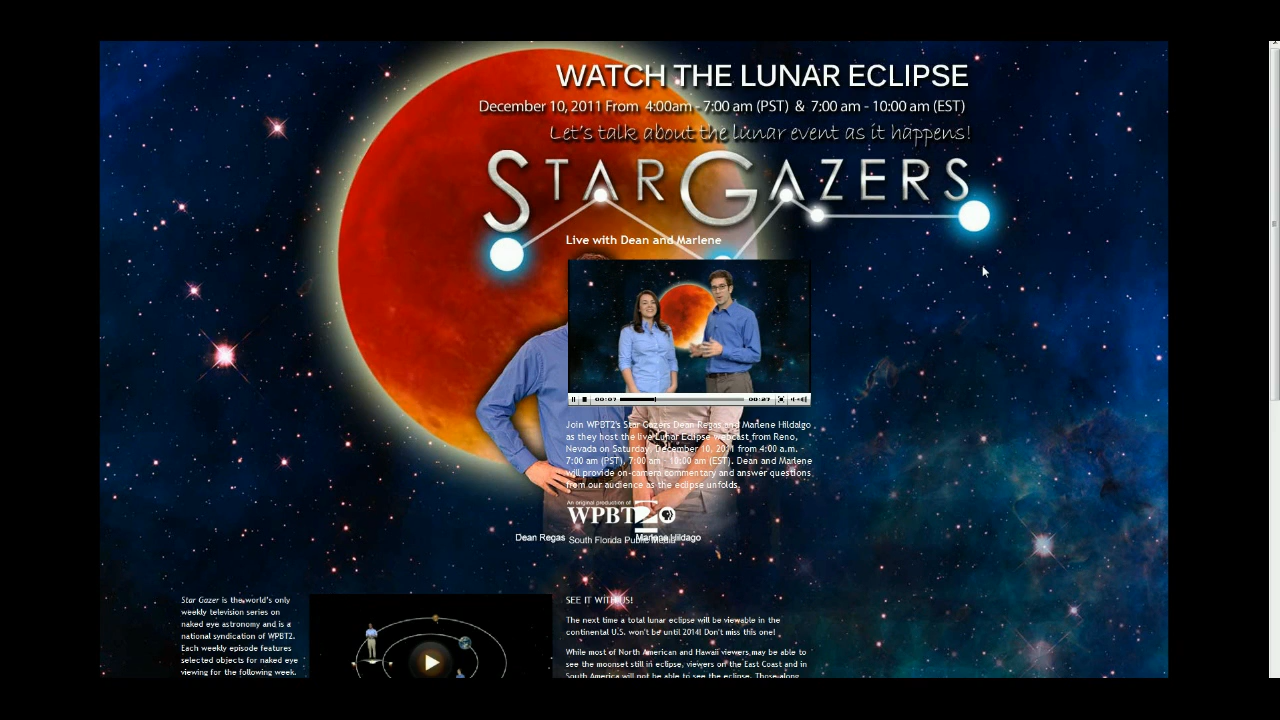 WATCH THE LUNAR ECLIPSE
December 10, 2011 From 4:00am - 7:00 am (PST) & 7:00 am - 10:00 am (EST)
Let's talk about the lunar event as it happens!
STARGAZERS
Live with Dean and Marlene
00:07 00:27
Join WPBT2's Star Gazers Dean Regas and Marlene Hildalgo
as they host the live Lunar Eclipse webcast from Reno,
Nevada on Saturday, December 10, 2011 from 4:00 a.m. -
7:00 am (PST), 7:00 am - 10:00 am (EST). Dean and Marlene
will provide on-camera commentary and answer questions
from our audience as the eclipse unfolds.
An original production of
WPBT2
Dean Regas
South Florida Public Media
Marlene Hildago
Star Gazer is the world's only
weekly television series on
naked eye astronomy and is a
national syndication of WPBT2.
Each weekly episode features
selected objects for naked eye
viewing for the following week.
SEE IT WITH US!
The next time a total lunar eclipse will be viewable in the
continental U.S. won't be until 2014! Don't miss this one!
While most of North American and Hawaii viewers may be able to
see the moonset still in eclipse, viewers on the East Coast and in
South America will not be able to see the eclipse. Those along